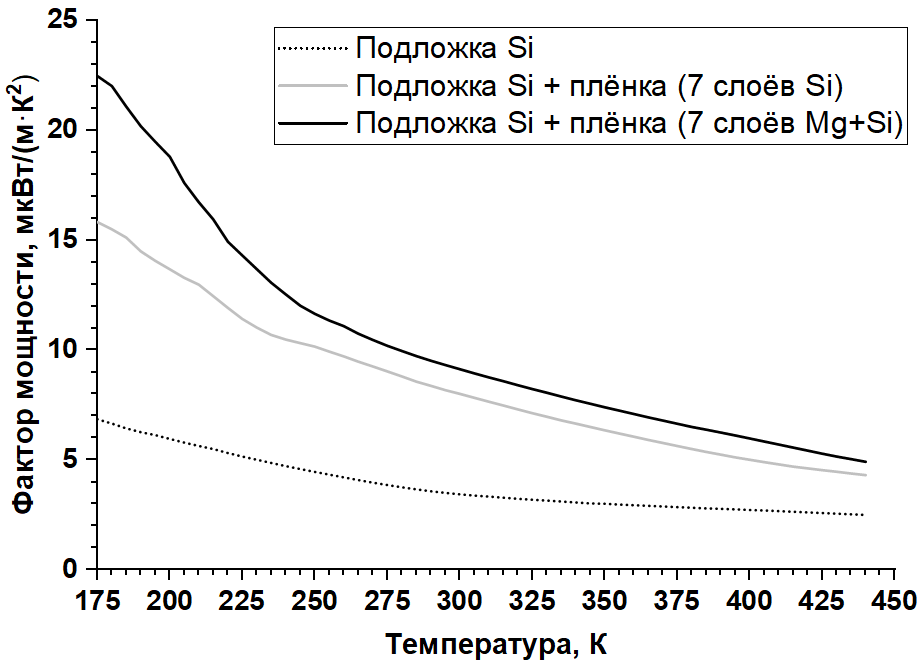 Фактор мощности, мкВт/(м·К²)
25
20
15
10
5
0
Подложка Si
Подложка Si + плёнка (7 слоёв Si)
Подложка Si + плёнка (7 слоёв Mg+Si)
175 200 225 250 275 300 325 350 375 400 425 450
Температура, К